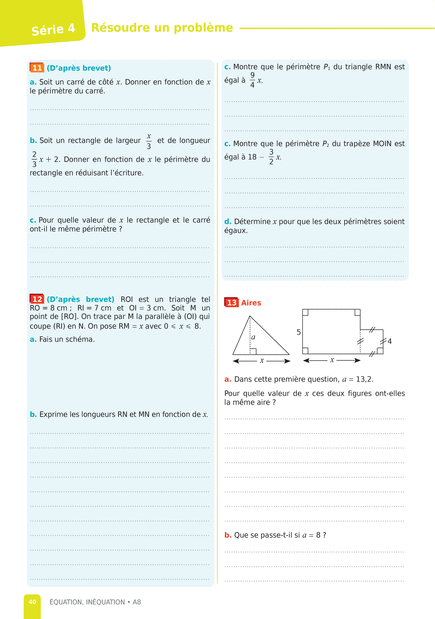 Série 4
Résoudre un problème
11 (D'après brevet)
a. Soit un carré de côté x. Donner en fonction de x
le périmètre du carré.
b. Soit un rectangle de largeur x/3 et de longueur
2/3 x + 2. Donner en fonction de x le périmètre du
rectangle en réduisant l'écriture.
c. Pour quelle valeur de x le rectangle et le carré
ont-il le même périmètre ?
12 (D'après brevet) ROI est un triangle tel
RO = 8 cm ; RI = 7 cm et OI = 3 cm. Soit M un
point de [RO]. On trace par M la parallèle à (OI) qui
coupe (RI) en N. On pose RM = x avec 0 ⩽ x ⩽ 8.
a. Fais un schéma.
b. Exprime les longueurs RN et MN en fonction de x.
c. Montre que le périmètre P₁ du triangle RMN est
égal à 9/4 x.
c. Montre que le périmètre P₂ du trapèze MOIN est
égal à 18 − 3/2 x.
d. Détermine x pour que les deux périmètres soient
égaux.
13 Aires
a
x
5
4
x
a. Dans cette première question, a = 13,2.
Pour quelle valeur de x ces deux figures ont-elles
la même aire ?
b. Que se passe-t-il si a = 8 ?
40 ÉQUATION, INÉQUATION • A8